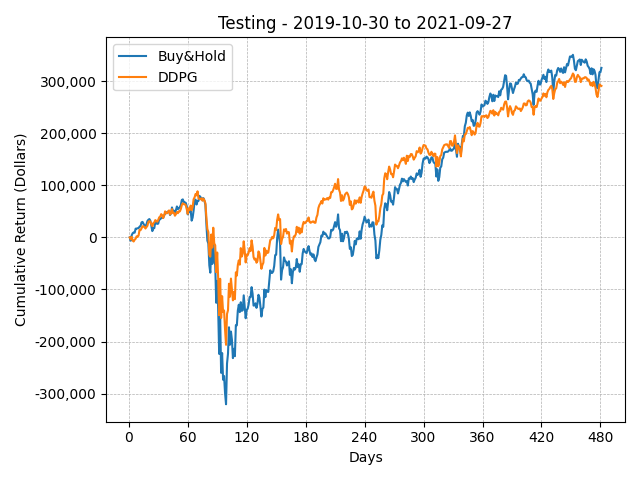 Testing - 2019-10-30 to 2021-09-27
Buy&Hold
DDPG
Cumulative Return (Dollars)
300,000
200,000
100,000
0
-100,000
-200,000
-300,000
0 60 120 180 240 300 360 420 480
Days